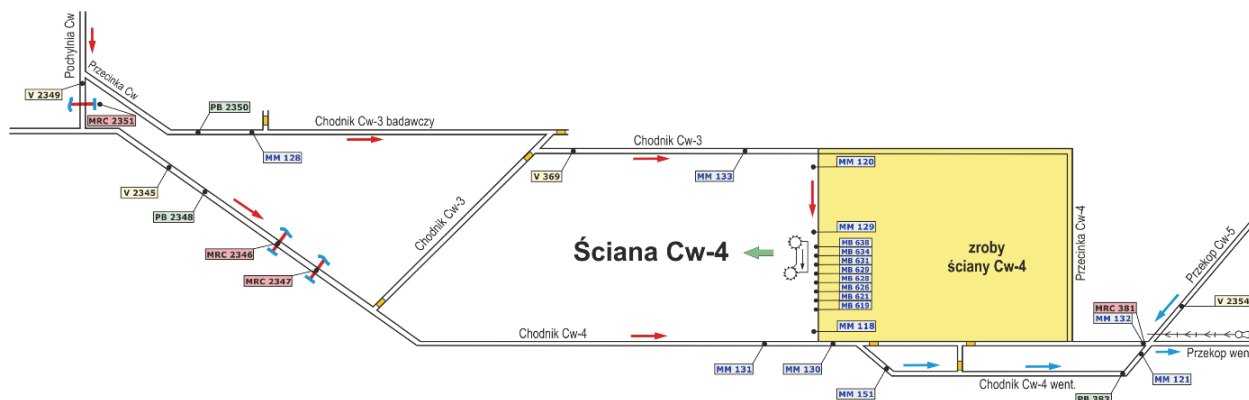 Pochylnia Cw
Przecinka Cw
V 2349
MRC 2351
PB 2350
MM 128
Chodnik Cw-3 badawczy
V 2345
PB 2348
MRC 2346
MRC 2347
Chodnik Cw-3
V 369
Chodnik Cw-3
MM 133
MM 120
MM 129
MB 638
MB 634
MB 631
MB 629
MB 628
MB 626
MB 621
MB 619
MM 118
Ściana Cw-4
zroby
ściany Cw-4
Przecinka Cw-4
Przekop Cw-5
V 2354
MRC 381
MM 132
Przekop went
MM 121
PB 383
Chodnik Cw-4
MM 131
MM 130
MM 151
Chodnik Cw-4 went.